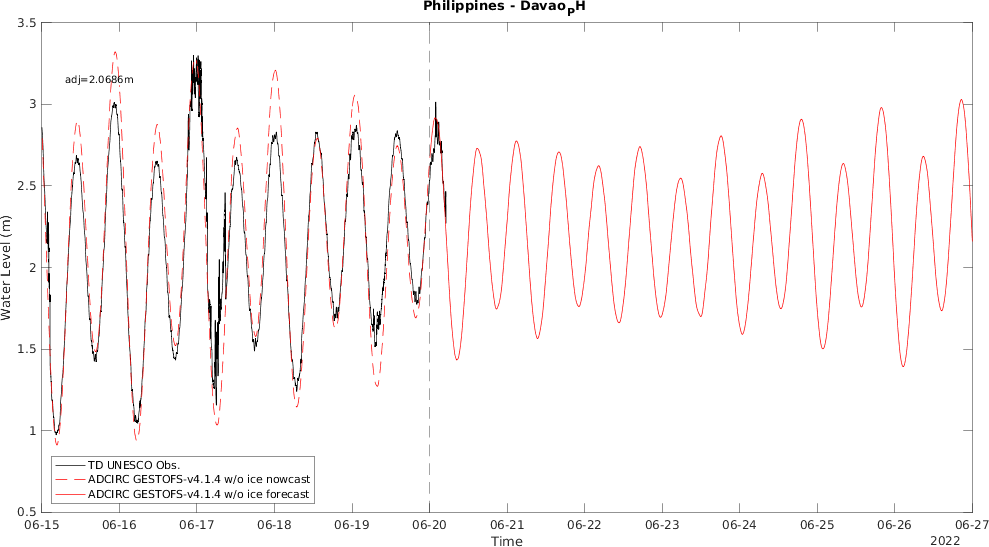 Philippines - Davao_PH
3.5
adj=2.0686m
3
2.5
2
1.5
1
0.5
Water Level (m)
TD UNESCO Obs.
ADCIRC GESTOFS-v4.1.4 w/o ice nowcast
ADCIRC GESTOFS-v4.1.4 w/o ice forecast
06-15 06-16 06-17 06-18 06-19 06-20 06-21 06-22 06-23 06-24 06-25 06-26 06-27
Time
2022